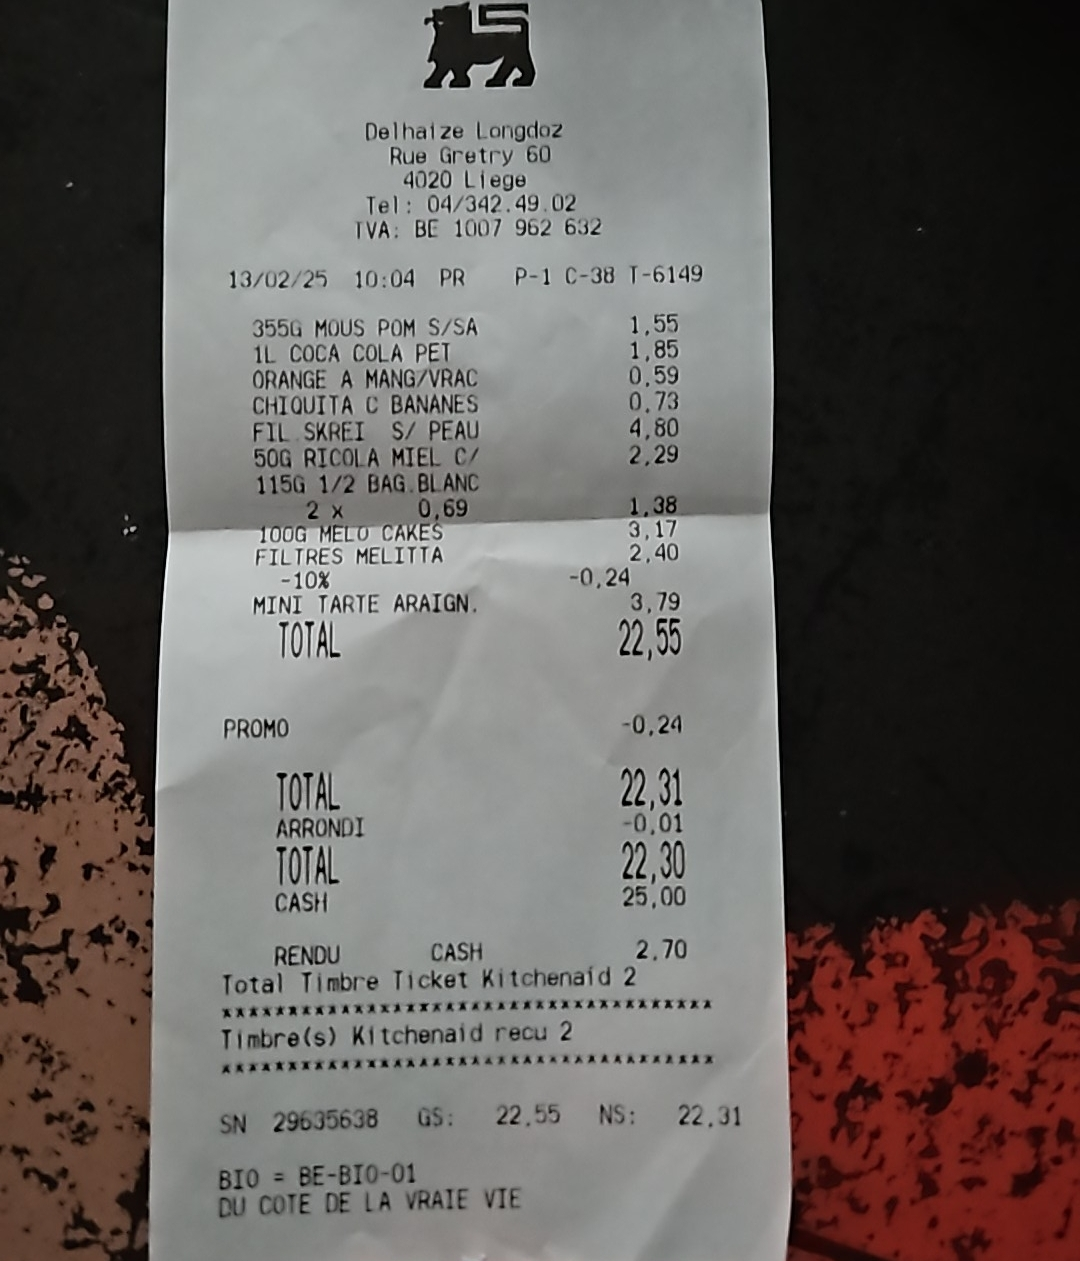 Delhaize Longdoz
Rue Gretry 60
4020 Liege
Tel: 04/342.49.02
TVA: BE 1007 962 632
13/02/25 10:04 PR P-1 C-38 T-6149
355G MOUS POM S/SA 1,55
1L COCA COLA PET 1,85
ORANGE A MANG/VRAC 0,59
CHIQUITA C BANANES 0,73
FIL SKREI S/ PEAU 4,80
50G RICOLA MIEL C/ 2,29
115G 1/2 BAG.BLANC
2 x 0,69 1,38
100G MELO CAKES 3,17
FILTRES MELITTA 2,40
-10% -0,24
MINI TARTE ARAIGN. 3,79
TOTAL 22,55
PROMO -0,24
TOTAL 22,31
ARRONDI -0,01
TOTAL 22,30
CASH 25,00
RENDU CASH 2,70
Total Timbre Ticket Kitchenaid 2
**************************************
Timbre(s) Kitchenaid recu 2
**************************************
SN 29635638 GS: 22,55 NS: 22,31
BIO = BE-BIO-01
DU COTE DE LA VRAIE VIE